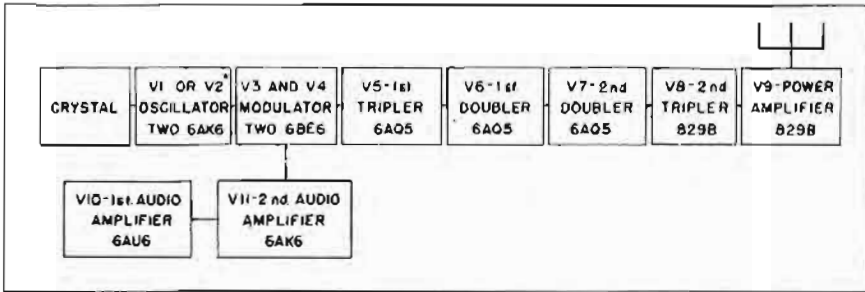 CRYSTAL
V1 OR V2*
OSCILLATOR
TWO 6AK6
V3 AND V4
MODULATOR
TWO 6BE6
V5-1st
TRIPLER
6AQ5
V6-1st
DOUBLER
6AQ5
V7-2nd
DOUBLER
6AQ5
V8-2nd
TRIPLER
829B
V9-POWER
AMPLIFIER
829B
V10-1st. AUDIO
AMPLIFIER
6AU6
V11-2nd. AUDIO
AMPLIFIER
6AK6